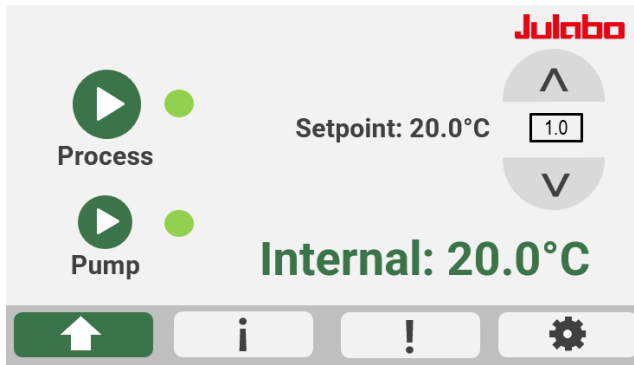 Julabo
Setpoint: 20.0°C
1.0
Process
Pump
Internal: 20.0°C
i
!